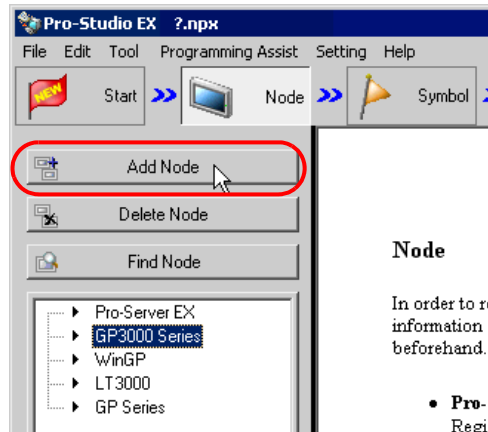 Pro-Studio EX ?.npx
File Edit Tool Programming Assist Setting Help
NEW Start Node Symbol
Add Node
Delete Node
Find Node
Pro-Server EX
GP3000 Series
WinGP
LT3000
GP Series
Node
In order to
information
beforehand.
• Pro-